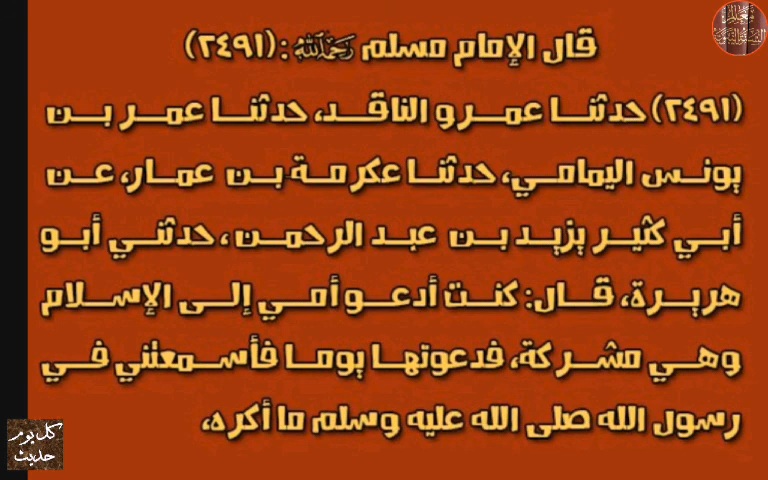 قال الإمام مسلم رحمه الله : (٢٤٩١)
(٢٤٩١) حدثنا عمرو الناقد، حدثنا عمر بن
يونس اليمامي، حدثنا عكرمة بن عمار، عن
أبي كثير يزيد بن عبد الرحمن، حدثني أبو
هريرة، قال: كنت أدعو أمي إلى الإسلام
وهي مشركة، فدعوتها يوما فأسمعتني في
رسول الله صلى الله عليه وسلم ما أكره،
كل يوم
حديث